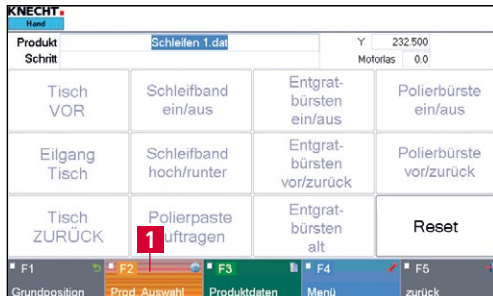 KNECHT
Hand
Produkt Schleifen 1.dat Y 232.500
Schritt Motorlas 0.0
Tisch
VOR
Schleifband
ein/aus
Entgrat-
bürsten
ein/aus
Polierbürste
ein/aus
Eilgang
Tisch
Schleifband
hoch/runter
Entgrat-
bürsten
vor/zurück
Polierbürste
vor/zurück
Tisch
ZURÜCK
Polierpaste
uftragen
Entgrat-
bürsten
alt
Reset
1
F1 F2 F3 F4 F5
Grundposition Prod. Auswahl Produktdaten Menü zurück